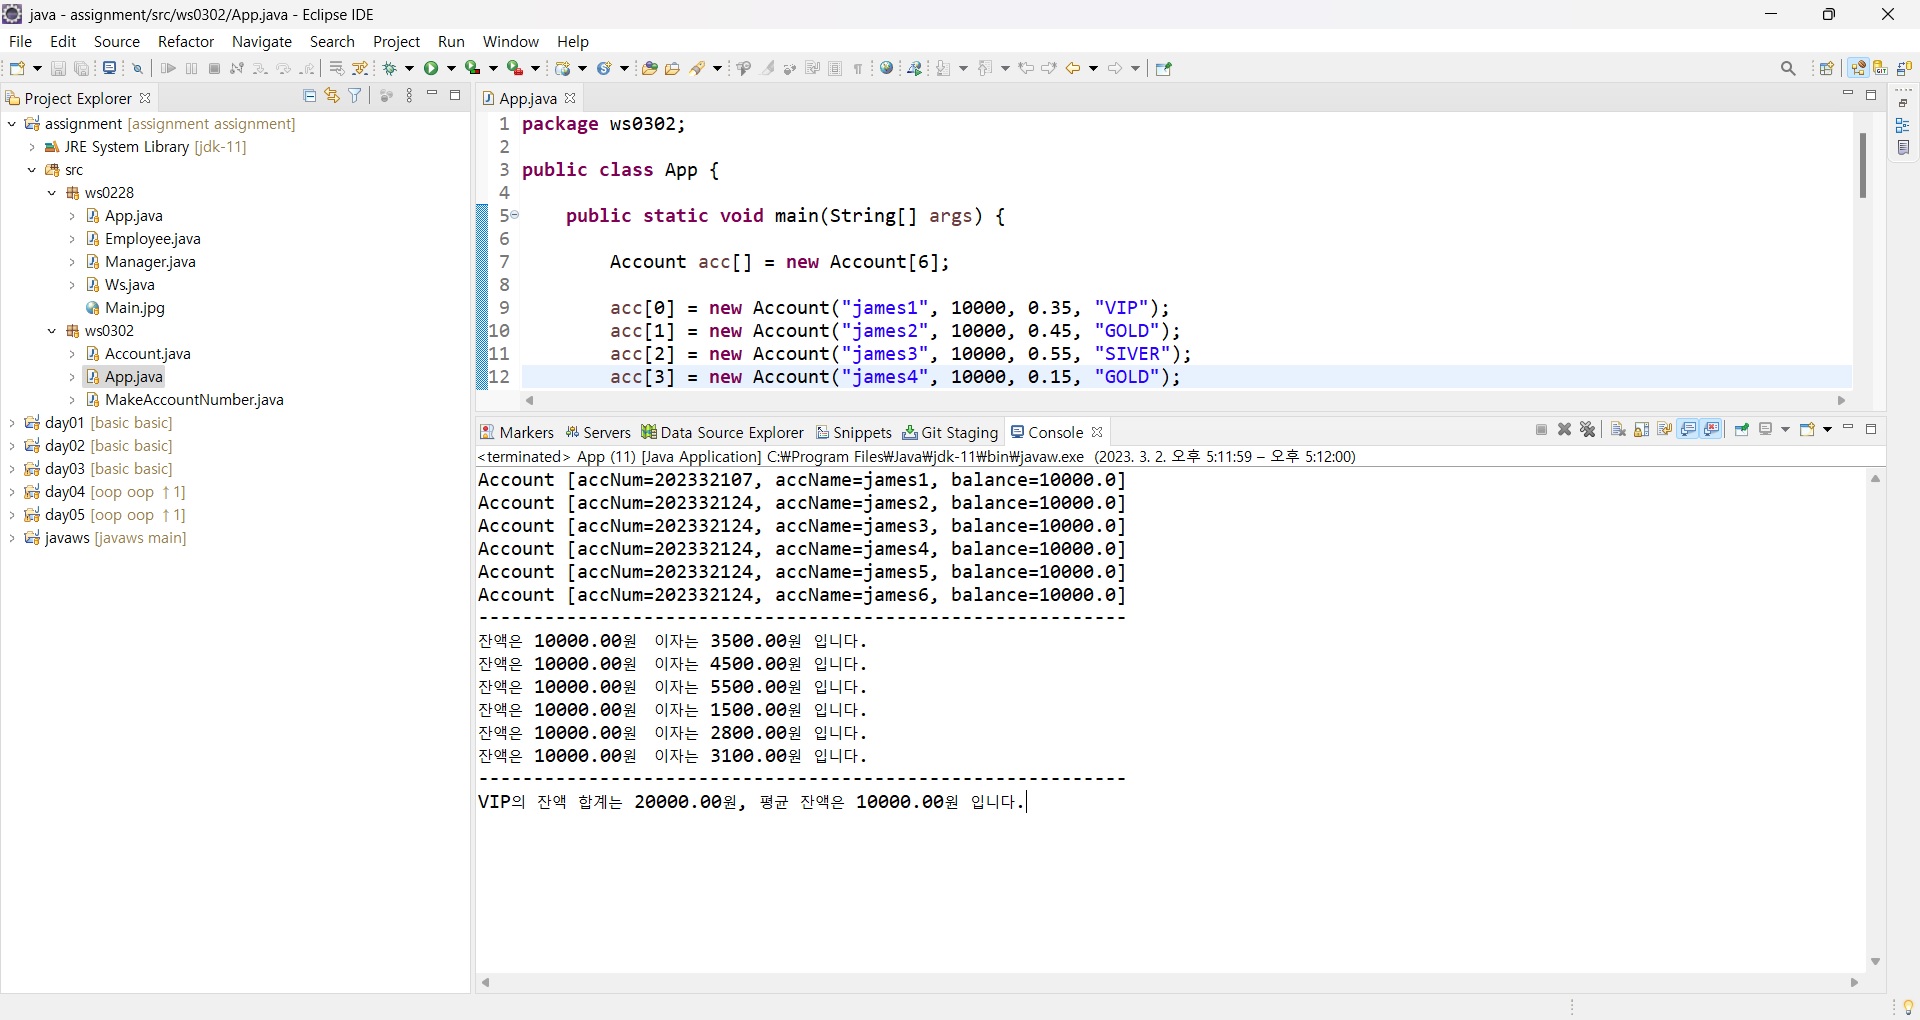 java - assignment/src/ws0302/App.java - Eclipse IDE
File Edit Source Refactor Navigate Search Project Run Window Help
Project Explorer
assignment [assignment assignment]
JRE System Library [jdk-11]
src
ws0228
App.java
Employee.java
Manager.java
Ws.java
Main.jpg
ws0302
Account.java
App.java
MakeAccountNumber.java
day01 [basic basic]
day02 [basic basic]
day03 [basic basic]
day04 [oop oop ↑1]
day05 [oop oop ↑1]
javaws [javaws main]
App.java
1 package ws0302;
2
3 public class App {
4
5 public static void main(String[] args) {
6
7 Account acc[] = new Account[6];
8
9 acc[0] = new Account("james1", 10000, 0.35, "VIP");
10 acc[1] = new Account("james2", 10000, 0.45, "GOLD");
11 acc[2] = new Account("james3", 10000, 0.55, "SIVER");
12 acc[3] = new Account("james4", 10000, 0.15, "GOLD");
Markers Servers Data Source Explorer Snippets Git Staging Console
<terminated> App (11) [Java Application] C:₩Program Files₩Java₩jdk-11₩bin₩javaw.exe (2023. 3. 2. 오후 5:11:59 – 오후 5:12:00)
Account [accNum=202332107, accName=james1, balance=10000.0]
Account [accNum=202332124, accName=james2, balance=10000.0]
Account [accNum=202332124, accName=james3, balance=10000.0]
Account [accNum=202332124, accName=james4, balance=10000.0]
Account [accNum=202332124, accName=james5, balance=10000.0]
Account [accNum=202332124, accName=james6, balance=10000.0]
-----------------------------------------------------------
잔액은 10000.00원 이자는 3500.00원 입니다.
잔액은 10000.00원 이자는 4500.00원 입니다.
잔액은 10000.00원 이자는 5500.00원 입니다.
잔액은 10000.00원 이자는 1500.00원 입니다.
잔액은 10000.00원 이자는 2800.00원 입니다.
잔액은 10000.00원 이자는 3100.00원 입니다.
-----------------------------------------------------------
VIP의 잔액 합계는 20000.00원, 평균 잔액은 10000.00원 입니다.